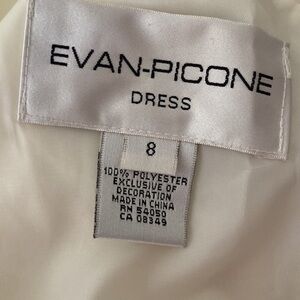 EVAN-PICONE
DRESS
8
100% POLYESTER
EXCLUSIVE OF
DECORATION
MADE IN CHINA
RN 54050
CA 08349